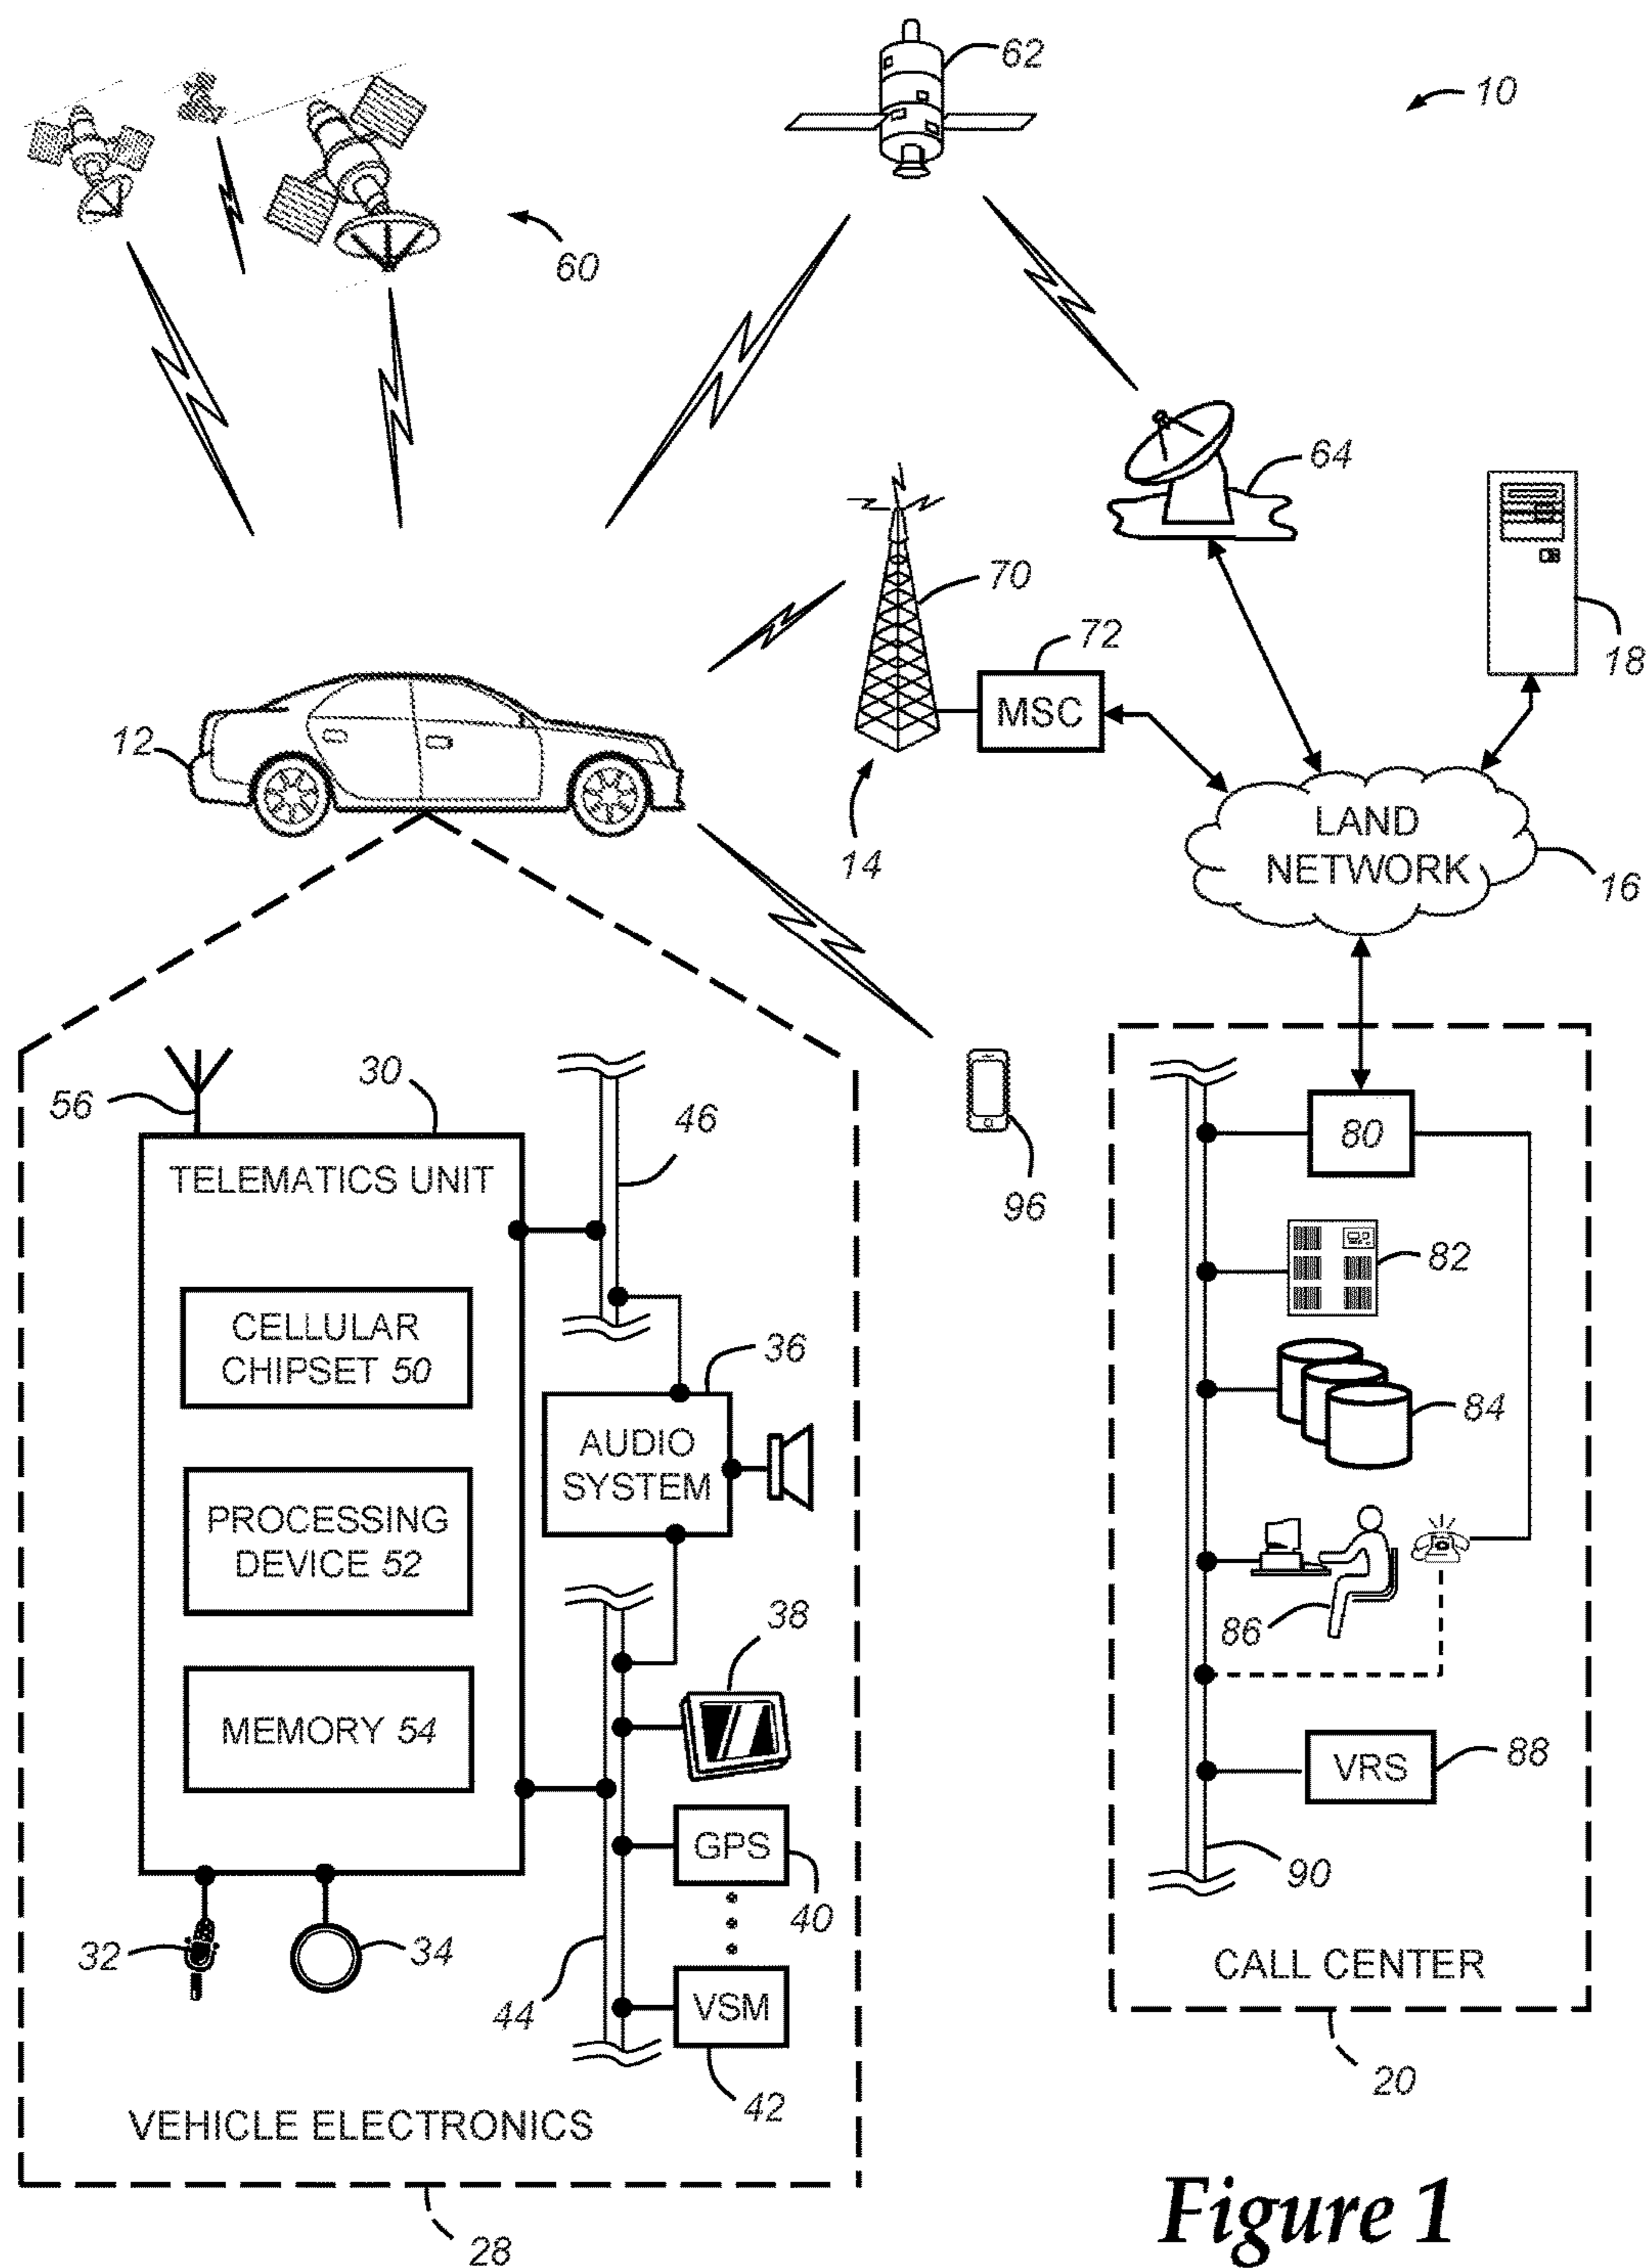 62
10
60
64
70
18
72
MSC
12
14
LAND
NETWORK
16
30
56
46
TELEMATICS UNIT
96
80
82
CELLULAR
CHIPSET 50
36
84
AUDIO
SYSTEM
PROCESSING
DEVICE 52
38
86
MEMORY 54
VRS
88
GPS
40
90
32
34
44
VSM
42
CALL CENTER
20
VEHICLE ELECTRONICS
28
Figure 1